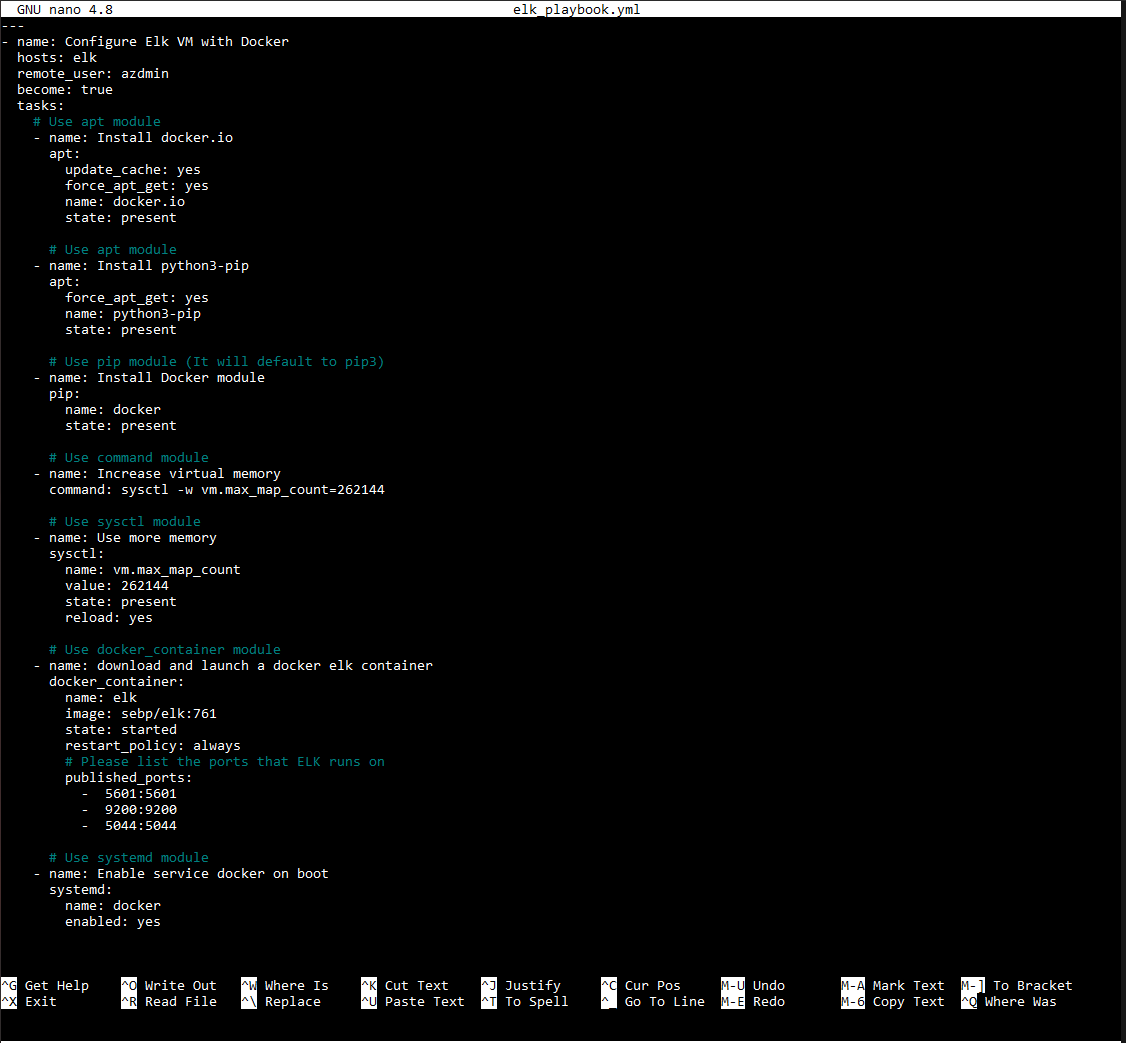 GNU nano 4.8 elk_playbook.yml
---
- name: Configure Elk VM with Docker
  hosts: elk
  remote_user: azdmin
  become: true
  tasks:
    # Use apt module
    - name: Install docker.io
      apt:
        update_cache: yes
        force_apt_get: yes
        name: docker.io
        state: present

      # Use apt module
    - name: Install python3-pip
      apt:
        force_apt_get: yes
        name: python3-pip
        state: present

      # Use pip module (It will default to pip3)
    - name: Install Docker module
      pip:
        name: docker
        state: present

      # Use command module
    - name: Increase virtual memory
      command: sysctl -w vm.max_map_count=262144

      # Use sysctl module
    - name: Use more memory
      sysctl:
        name: vm.max_map_count
        value: 262144
        state: present
        reload: yes

      # Use docker_container module
    - name: download and launch a docker elk container
      docker_container:
        name: elk
        image: sebp/elk:761
        state: started
        restart_policy: always
        # Please list the ports that ELK runs on
        published_ports:
          -  5601:5601
          -  9200:9200
          -  5044:5044

      # Use systemd module
    - name: Enable service docker on boot
      systemd:
        name: docker
        enabled: yes

^G Get Help ^O Write Out ^W Where Is ^K Cut Text ^J Justify ^C Cur Pos M-U Undo M-A Mark Text M-] To Bracket
^X Exit ^R Read File ^\ Replace ^U Paste Text ^T To Spell ^_ Go To Line M-E Redo M-6 Copy Text ^Q Where Was